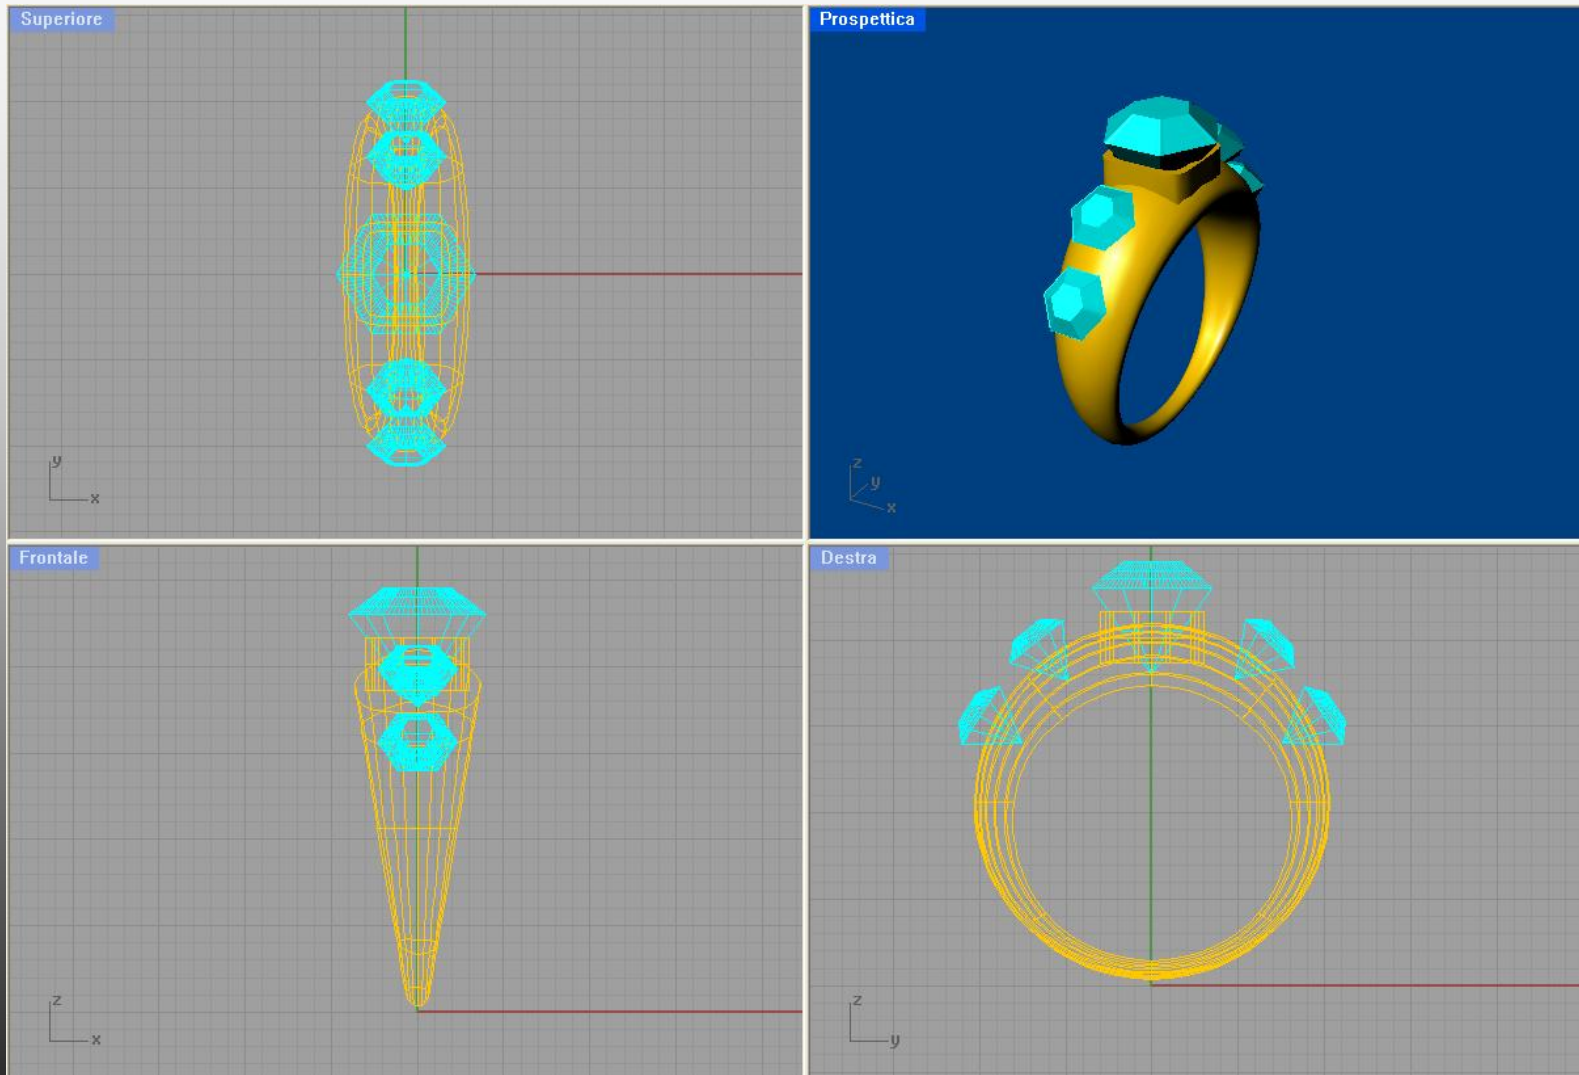 Superiore
Prospettica
y
x
z
y
x
Frontale
Destra
z
x
z
y